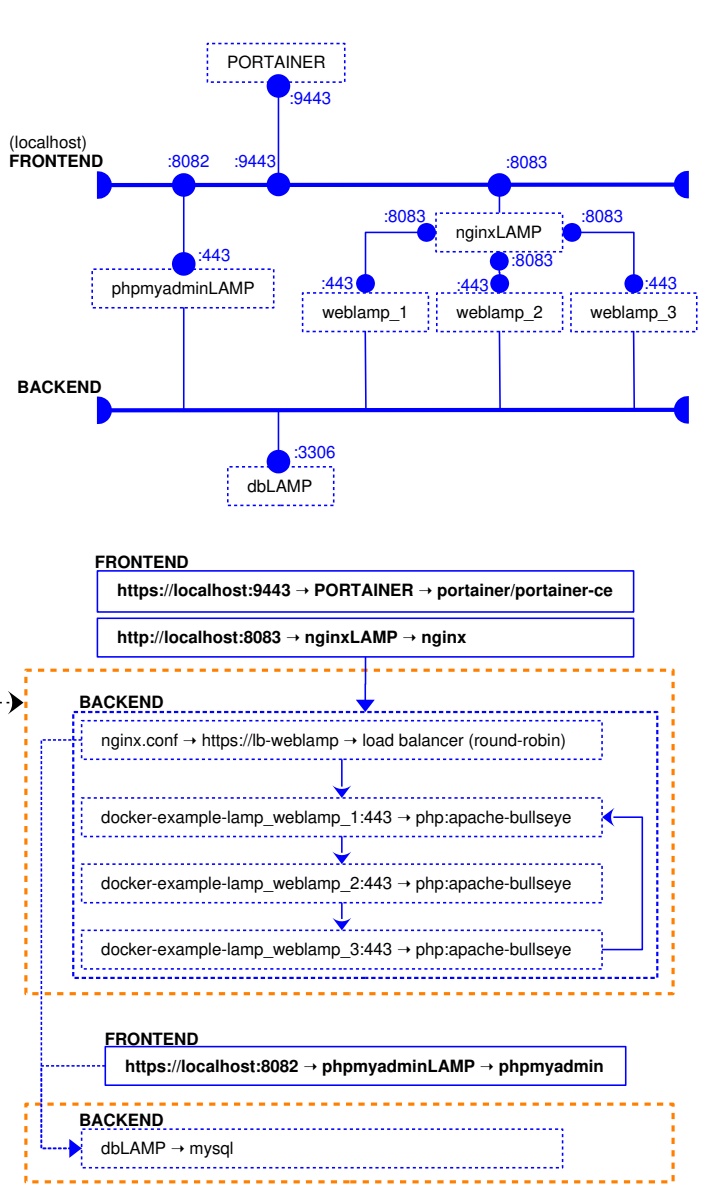 PORTAINER
:9443
(localhost)
FRONTEND
:8082
:9443
:8083
:8083
nginxLAMP
:8083
:443
:8083
phpmyadminLAMP
:443
:443
:443
weblamp_1
weblamp_2
weblamp_3
BACKEND
:3306
dbLAMP
FRONTEND
https://localhost:9443 → PORTAINER → portainer/portainer-ce
http://localhost:8083 → nginxLAMP → nginx
BACKEND
nginx.conf → https://lb-weblamp → load balancer (round-robin)
docker-example-lamp_weblamp_1:443 → php:apache-bullseye
docker-example-lamp_weblamp_2:443 → php:apache-bullseye
docker-example-lamp_weblamp_3:443 → php:apache-bullseye
FRONTEND
https://localhost:8082 → phpmyadminLAMP → phpmyadmin
BACKEND
dbLAMP → mysql